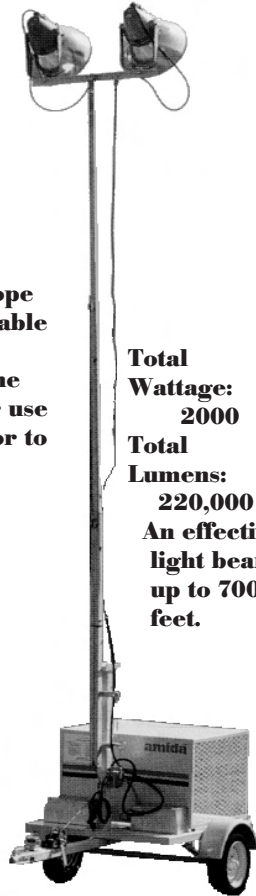 ope
able
ne
r use
or to
Total
Wattage:
2000
Total
Lumens:
220,000
An effecti
light bear
up to 700
feet.
amida